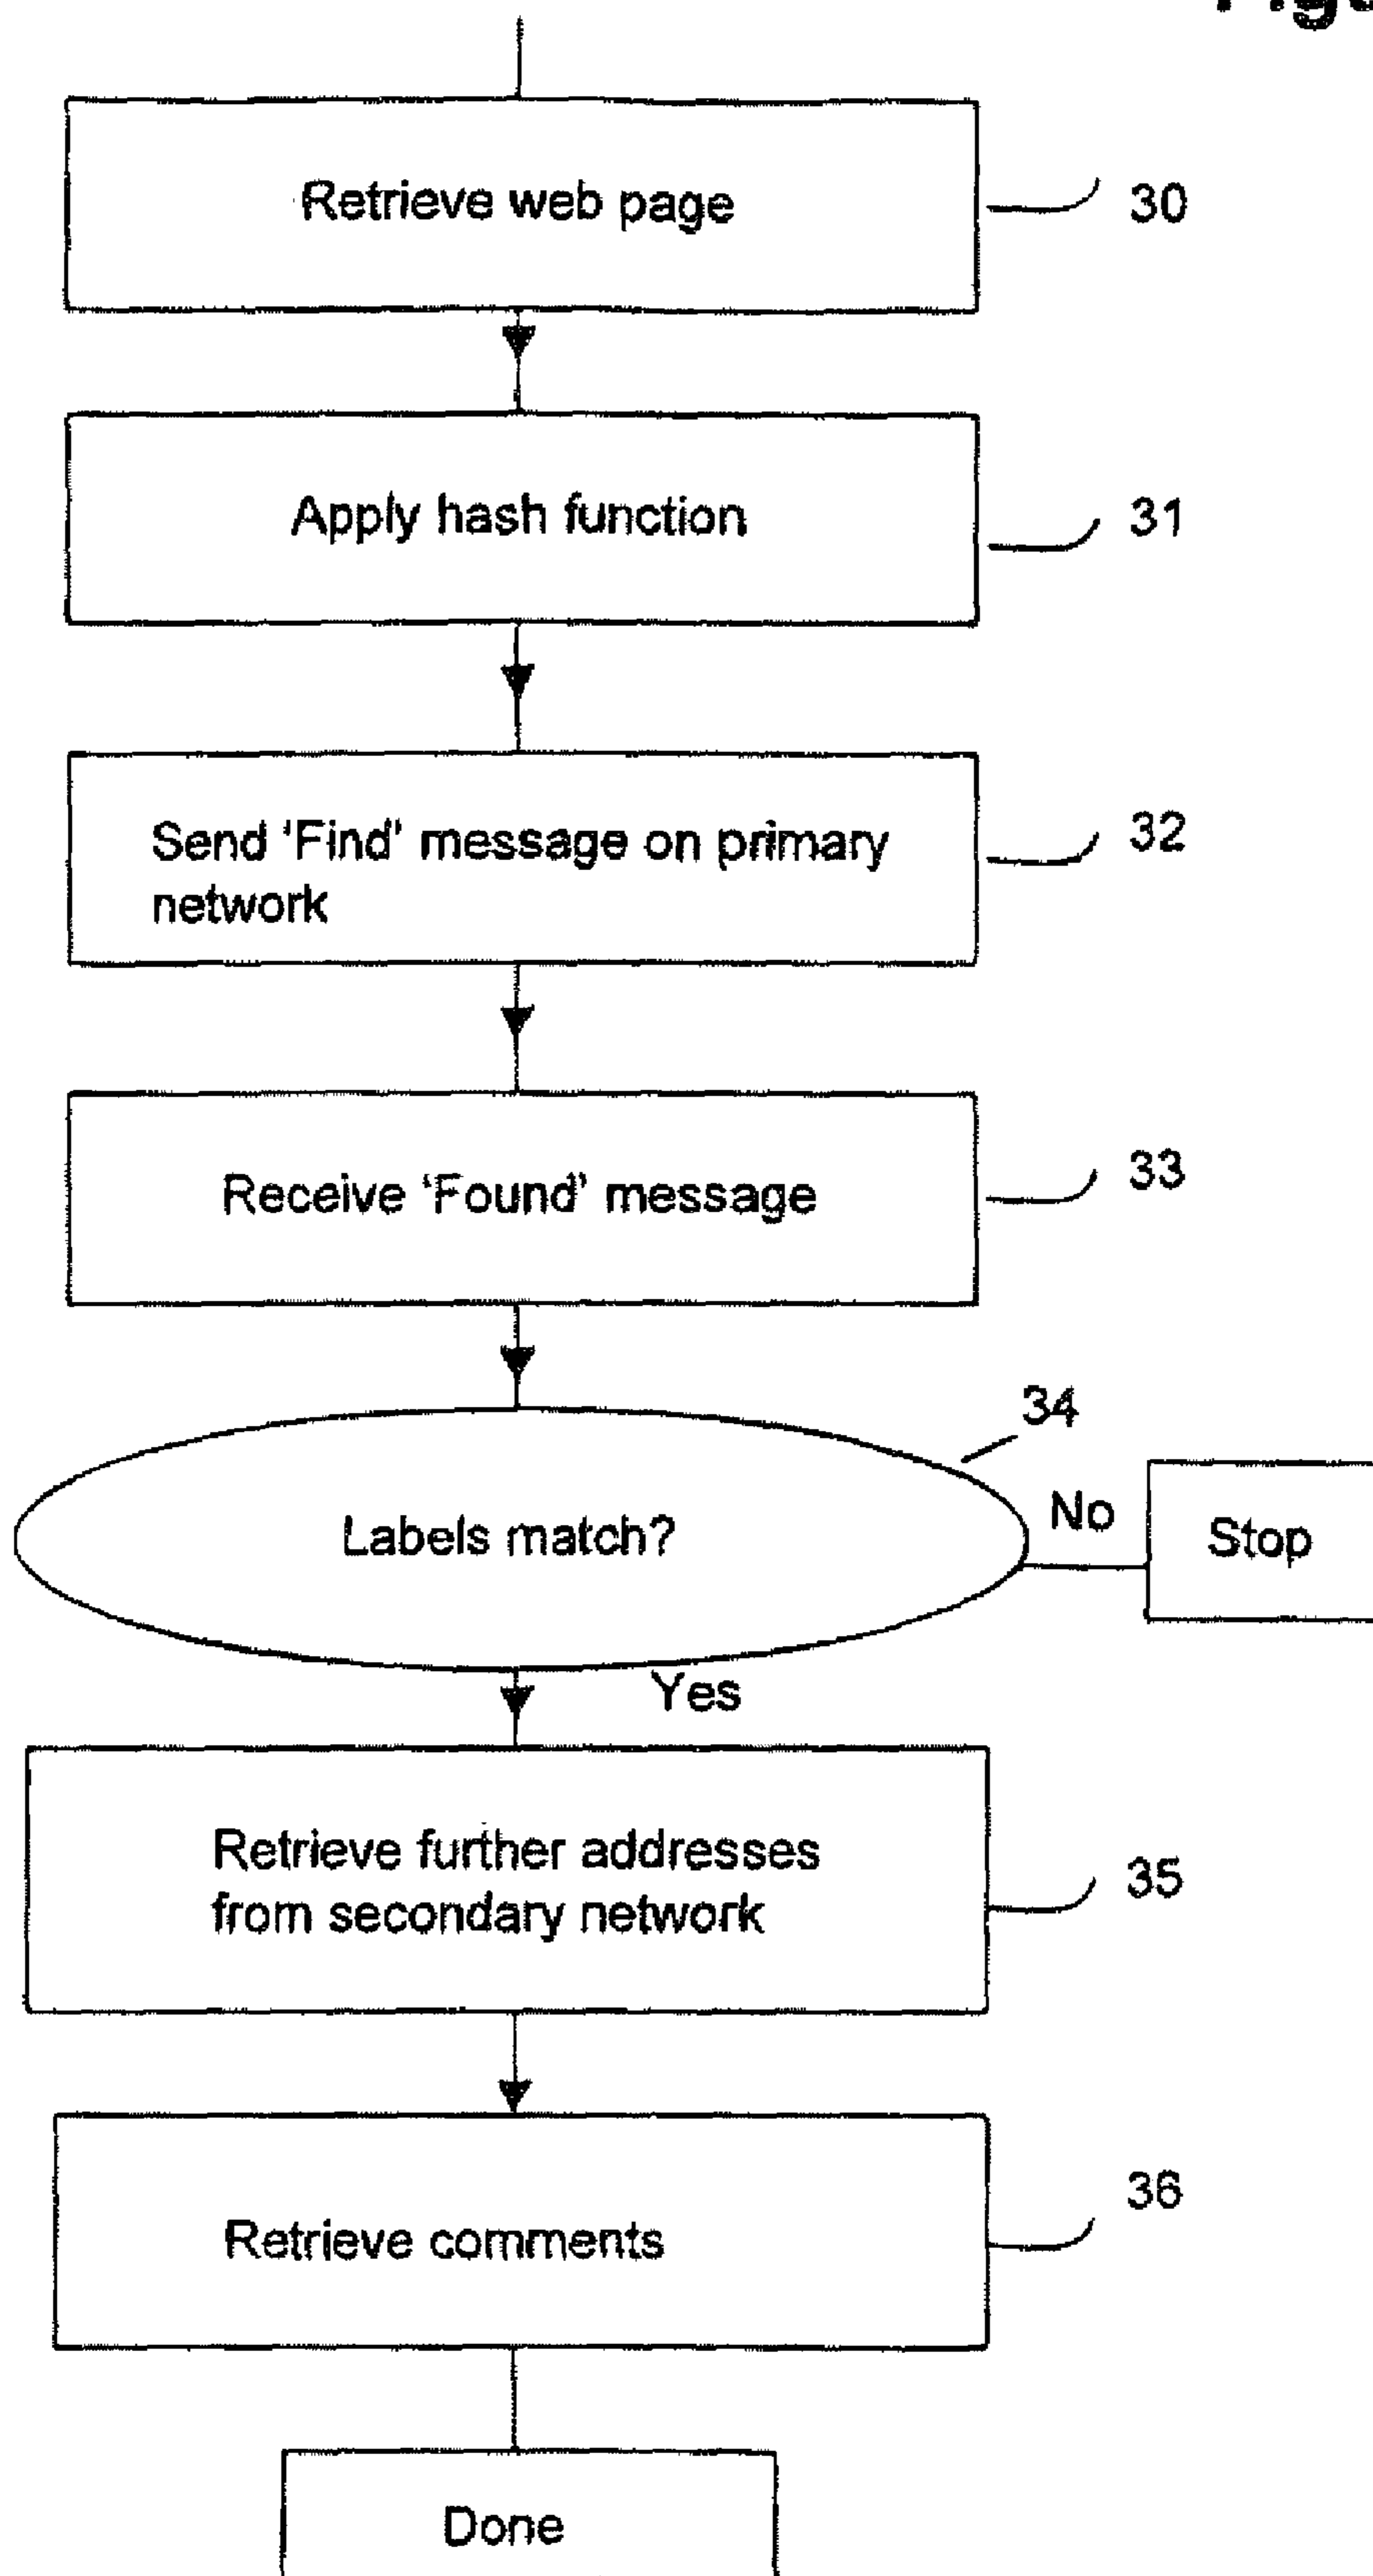 Retrieve web page
30
Apply hash function
31
Send 'Find' message on primary
network
32
Receive 'Found' message
33
34
Labels match?
No
Stop
Yes
Retrieve further addresses
from secondary network
35
Retrieve comments
36
Done